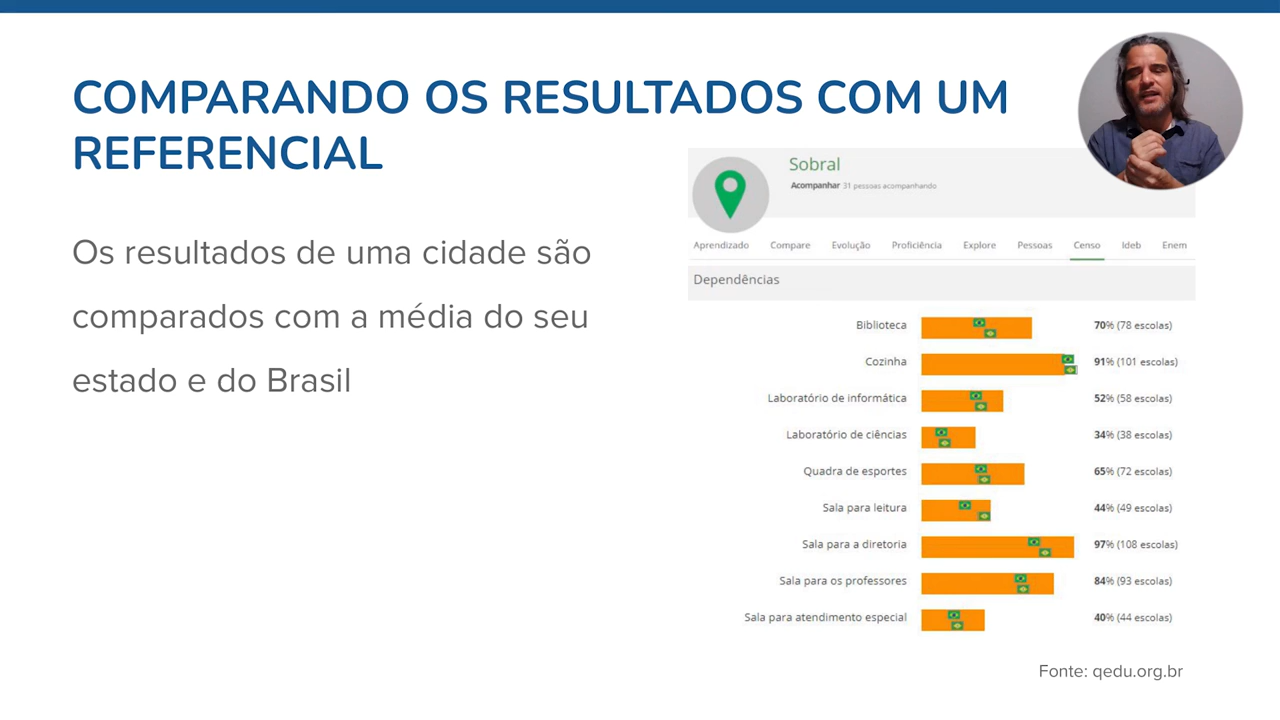 COMPARANDO OS RESULTADOS COM UM
REFERENCIAL
Os resultados de uma cidade são
comparados com a média do seu
estado e do Brasil
Sobral
Acompanhar 31 pessoas acompanhando
Aprendizado Compare Evolução Proficiência Explore Pessoas Censo Ideb Enem
Dependências
Biblioteca 70% (78 escolas)
Cozinha 91% (101 escolas)
Laboratório de informática 52% (58 escolas)
Laboratório de ciências 34% (38 escolas)
Quadra de esportes 65% (72 escolas)
Sala para leitura 44% (49 escolas)
Sala para a diretoria 97% (108 escolas)
Sala para os professores 84% (93 escolas)
Sala para atendimento especial 40% (44 escolas)
Fonte: qedu.org.br